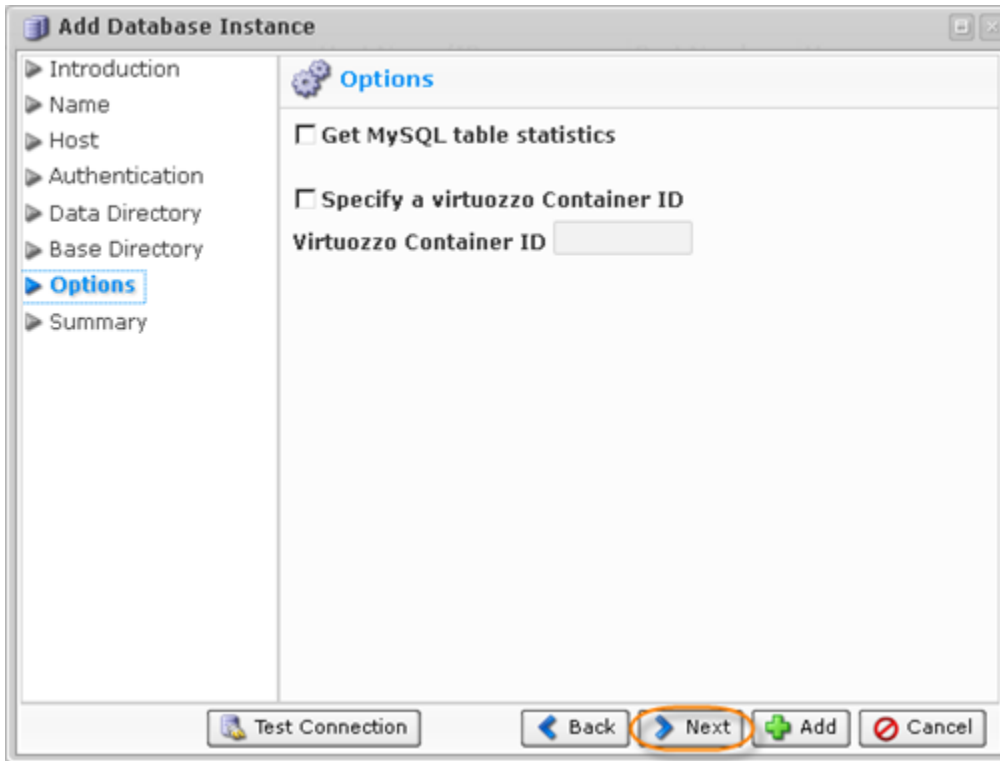 Add Database Instance
Introduction
Name
Host
Authentication
Data Directory
Base Directory
Options
Summary
Options
Get MySQL table statistics
Specify a virtuozzo Container ID
Virtuozzo Container ID
Test Connection
Back
Next
Add
Cancel